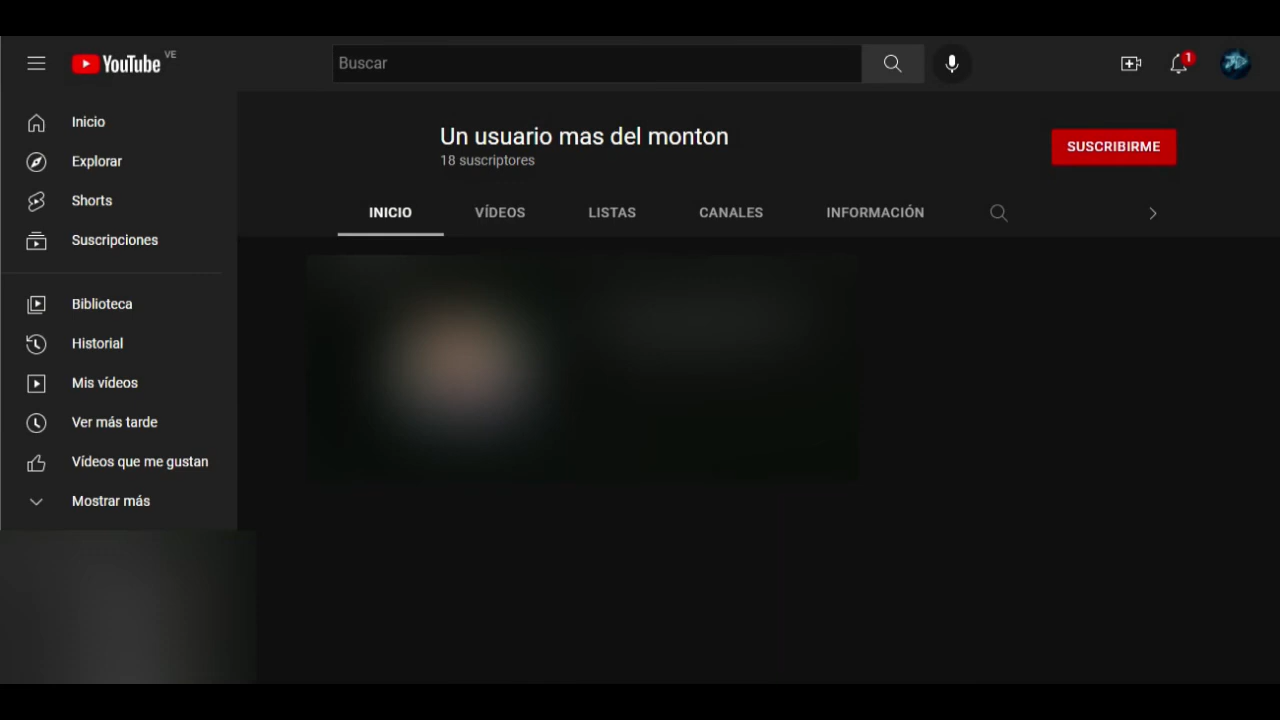 YouTube VE
Buscar
1
Inicio
Explorar
Shorts
Suscripciones
Biblioteca
Historial
Mis vídeos
Ver más tarde
Vídeos que me gustan
Mostrar más
Un usuario mas del monton
18 suscriptores
SUSCRIBIRME
INICIO
VÍDEOS
LISTAS
CANALES
INFORMACIÓN